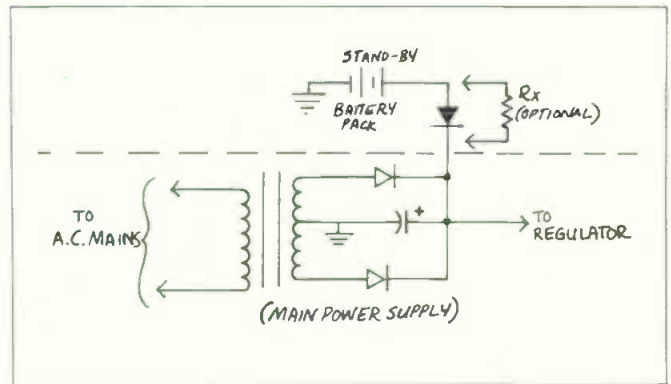 STAND-BY
BATTERY
PACK
Rx
(OPTIONAL)
TO
A.C. MAINS
+
TO
REGULATOR
(MAIN POWER SUPPLY)